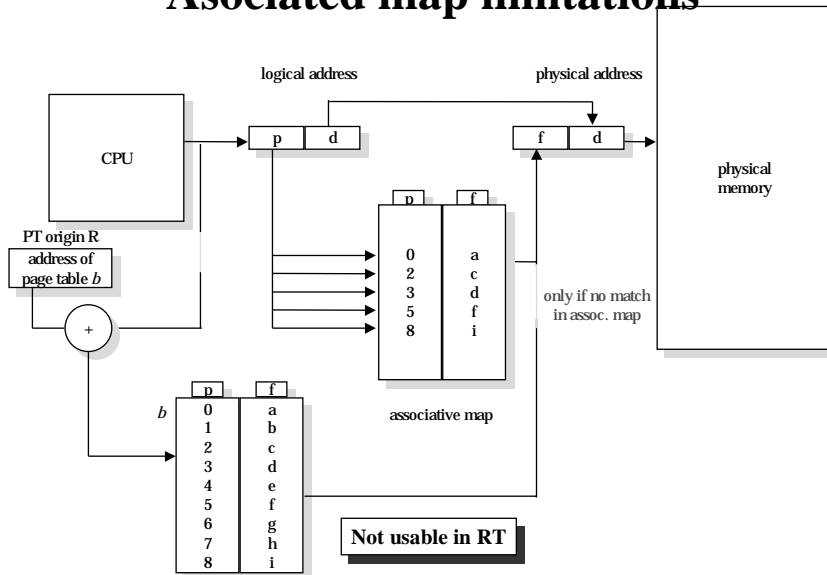 Asociated map limitations
logical address
physical address
CPU
p d
f d
physical
memory
PT origin R
address of
page table b
+
p f
0 a
2 c
3 d
5 f
8 i
only if no match
in assoc. map
associative map
b
p f
0 a
1 b
2 c
3 d
4 e
5 f
6 g
7 h
8 i
Not usable in RT